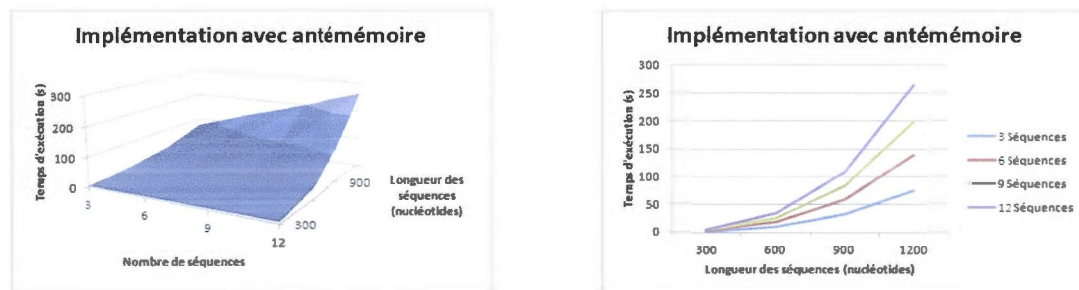 Implémentation avec antémémoire
Temps d'exécution (s)
300
200
100
0
3
6
9
12
300
900
Longueur des
séquences
(nucléotides)
Nombre de séquences
Implémentation avec antémémoire
Temps d'exécution (s)
300
250
200
150
100
50
0
300
600
900
1200
Longueur des séquences (nucléotides)
3 Séquences
6 Séquences
9 Séquences
12 Séquences